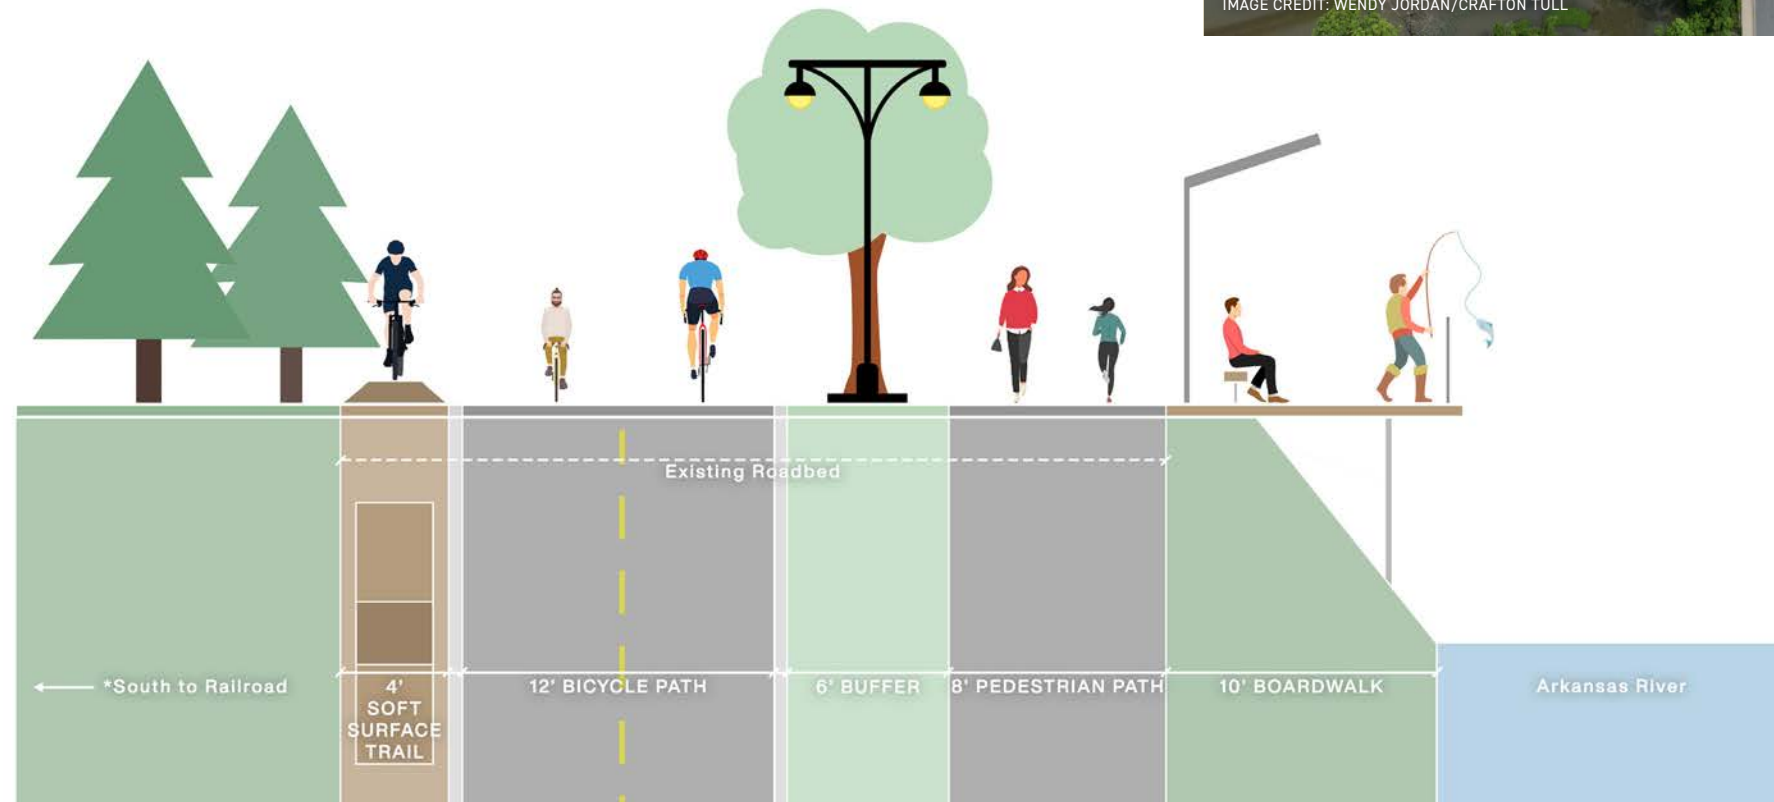 IMAGE CREDIT: WENDY JORDAN/CRAFTON TULL
Existing Roadbed
*South to Railroad
4'
SOFT
SURFACE
TRAIL
12' BICYCLE PATH
6' BUFFER
8' PEDESTRIAN PATH
10' BOARDWALK
Arkansas River